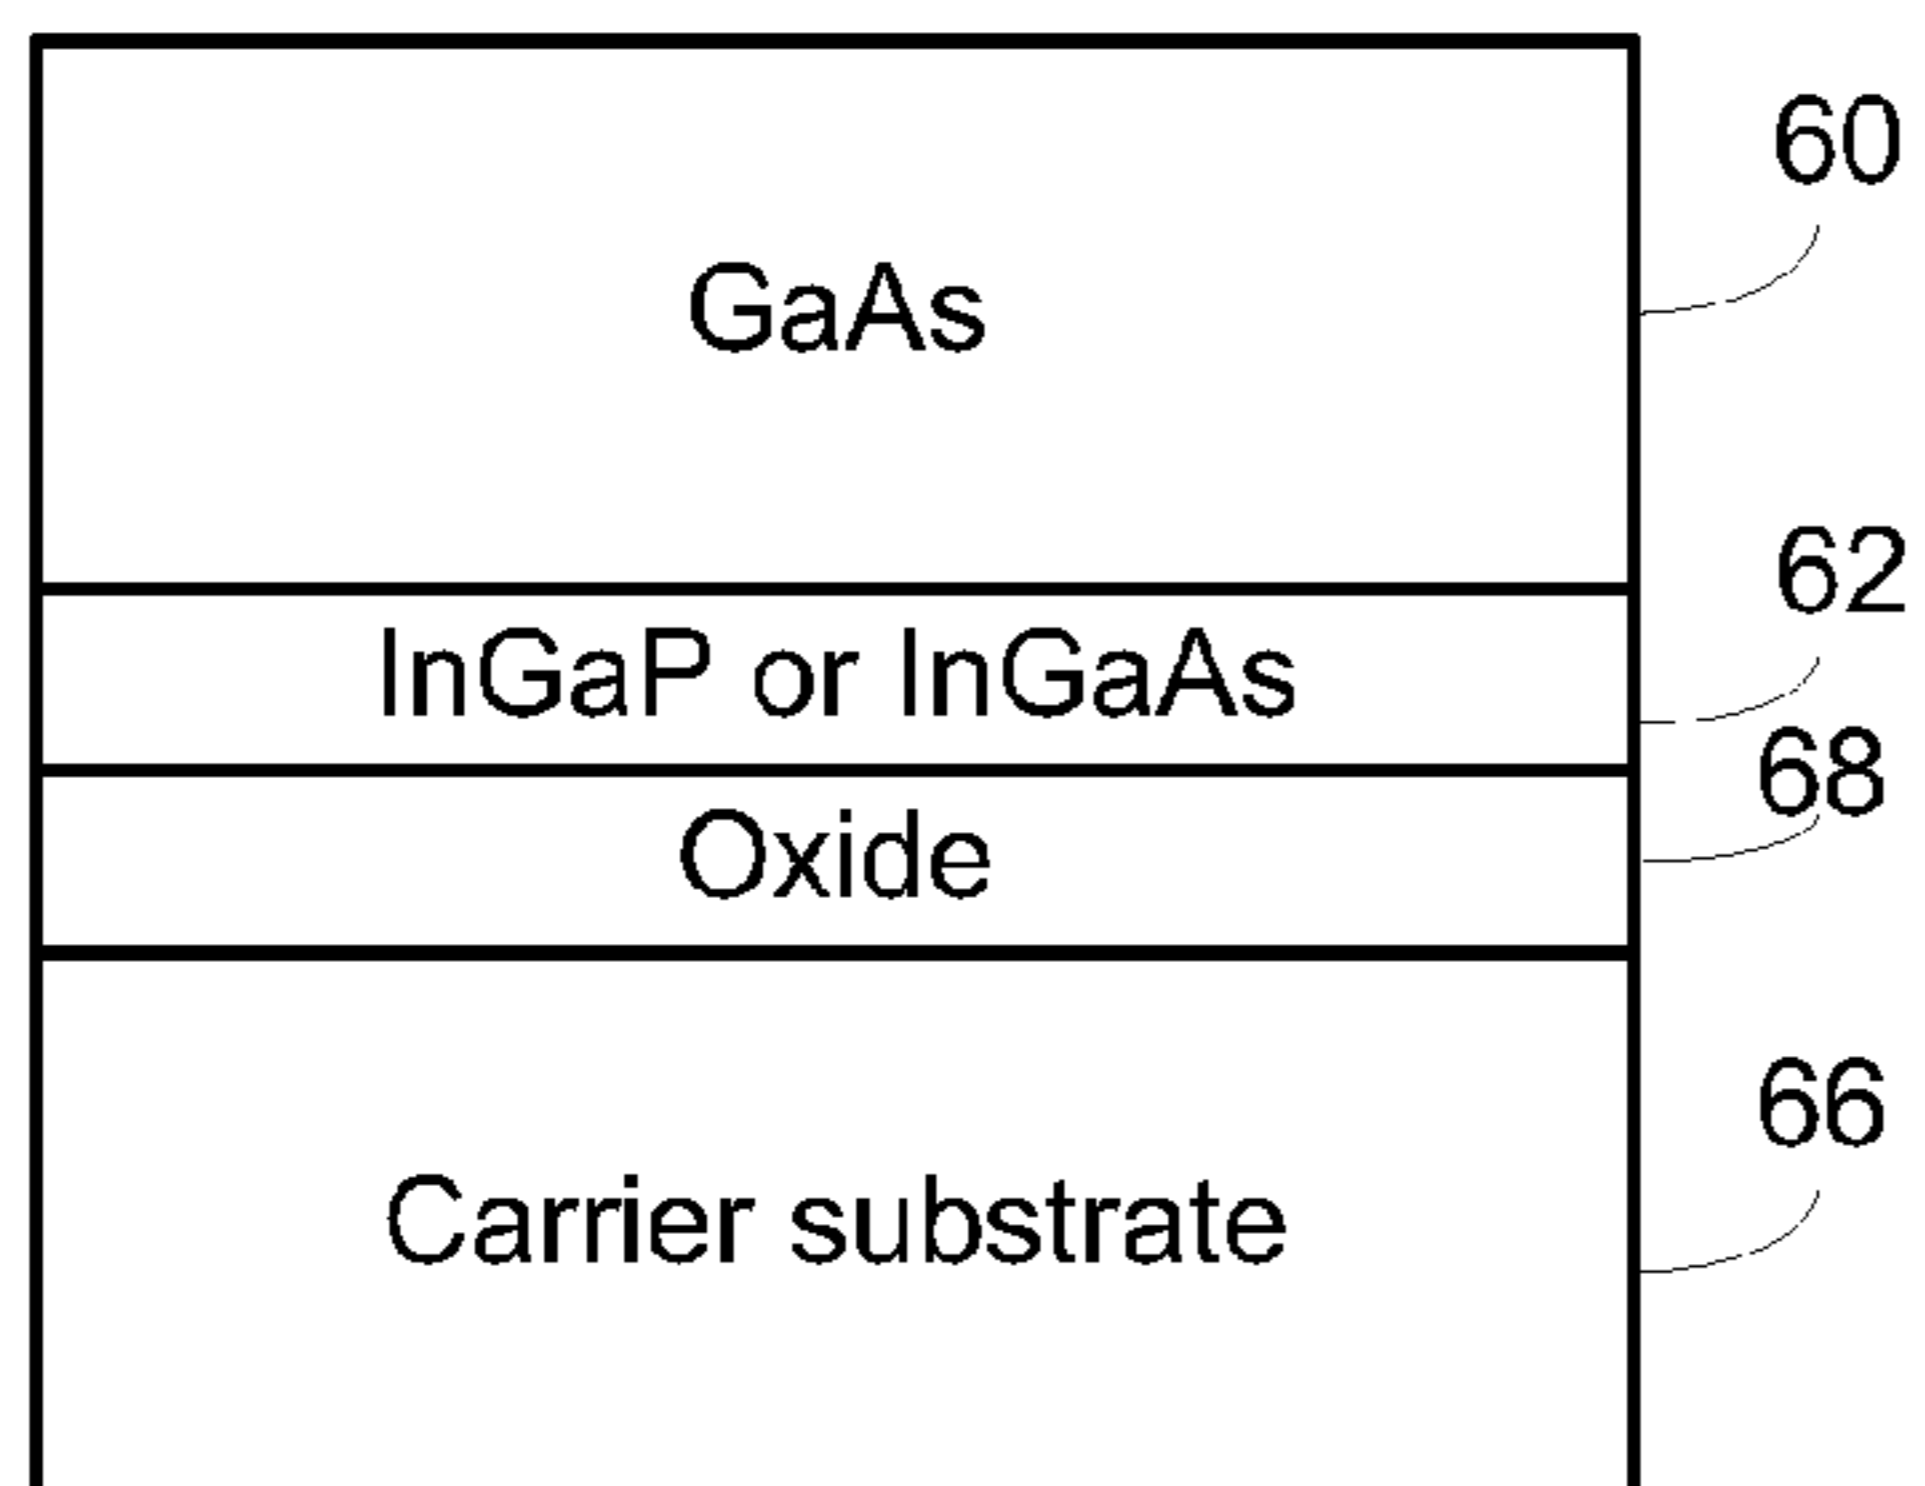 60
GaAs
62
InGaP or InGaAs
68
Oxide
66
Carrier substrate